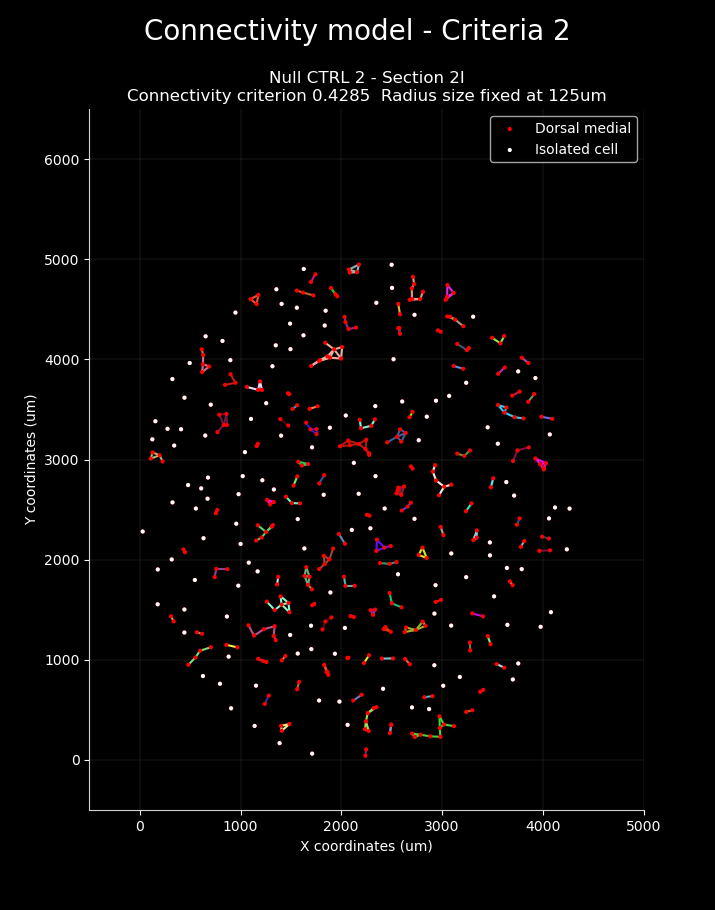 Connectivity model - Criteria 2
Null CTRL 2 - Section 2l
Connectivity criterion 0.4285  Radius size fixed at 125um
Dorsal medial
Isolated cell
6000
5000
4000
3000
2000
1000
0
Y coordinates (um)
0 1000 2000 3000 4000 5000
X coordinates (um)